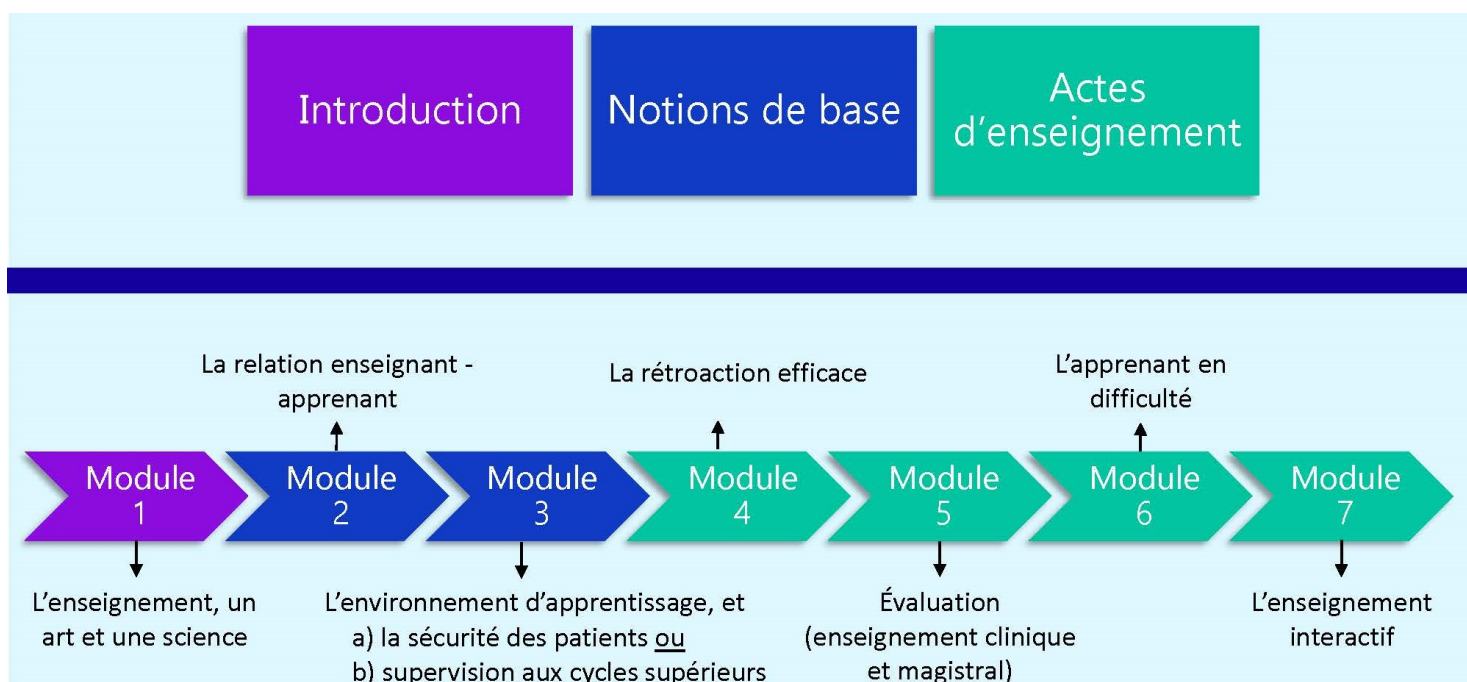 Introduction
Notions de base
Actes
d'enseignement
La relation enseignant -
apprenant
La rétroaction efficace
L'apprenant en
difficulté
Module
1
Module
2
Module
3
Module
4
Module
5
Module
6
Module
7
L'enseignement, un
art et une science
L'environnement d'apprentissage, et
a) la sécurité des patients ou
b) supervision aux cycles supérieurs
Évaluation
(enseignement clinique
et magistral)
L'enseignement
interactif